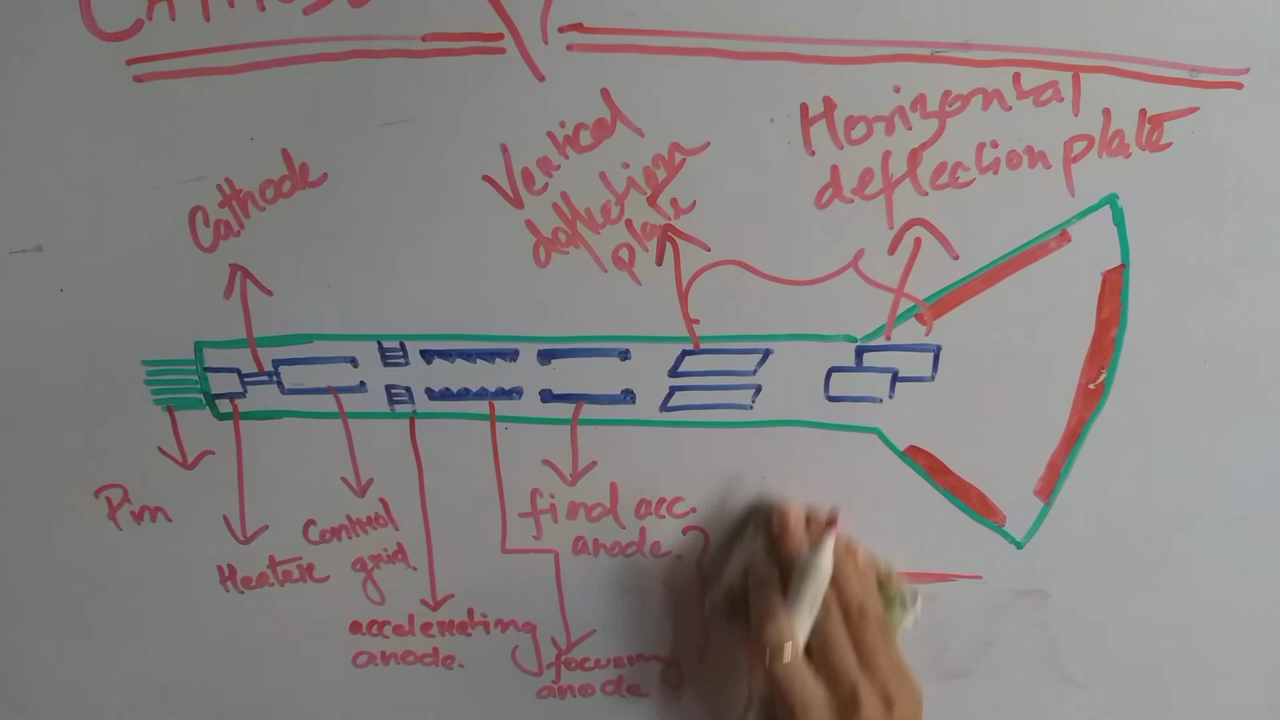 Horizontal
deflection plate
Vertical
deflection
plate
Cathode
Pin
Heater
Control
grid
accelerating
anode.
final acc.
anode.
focusing
anode